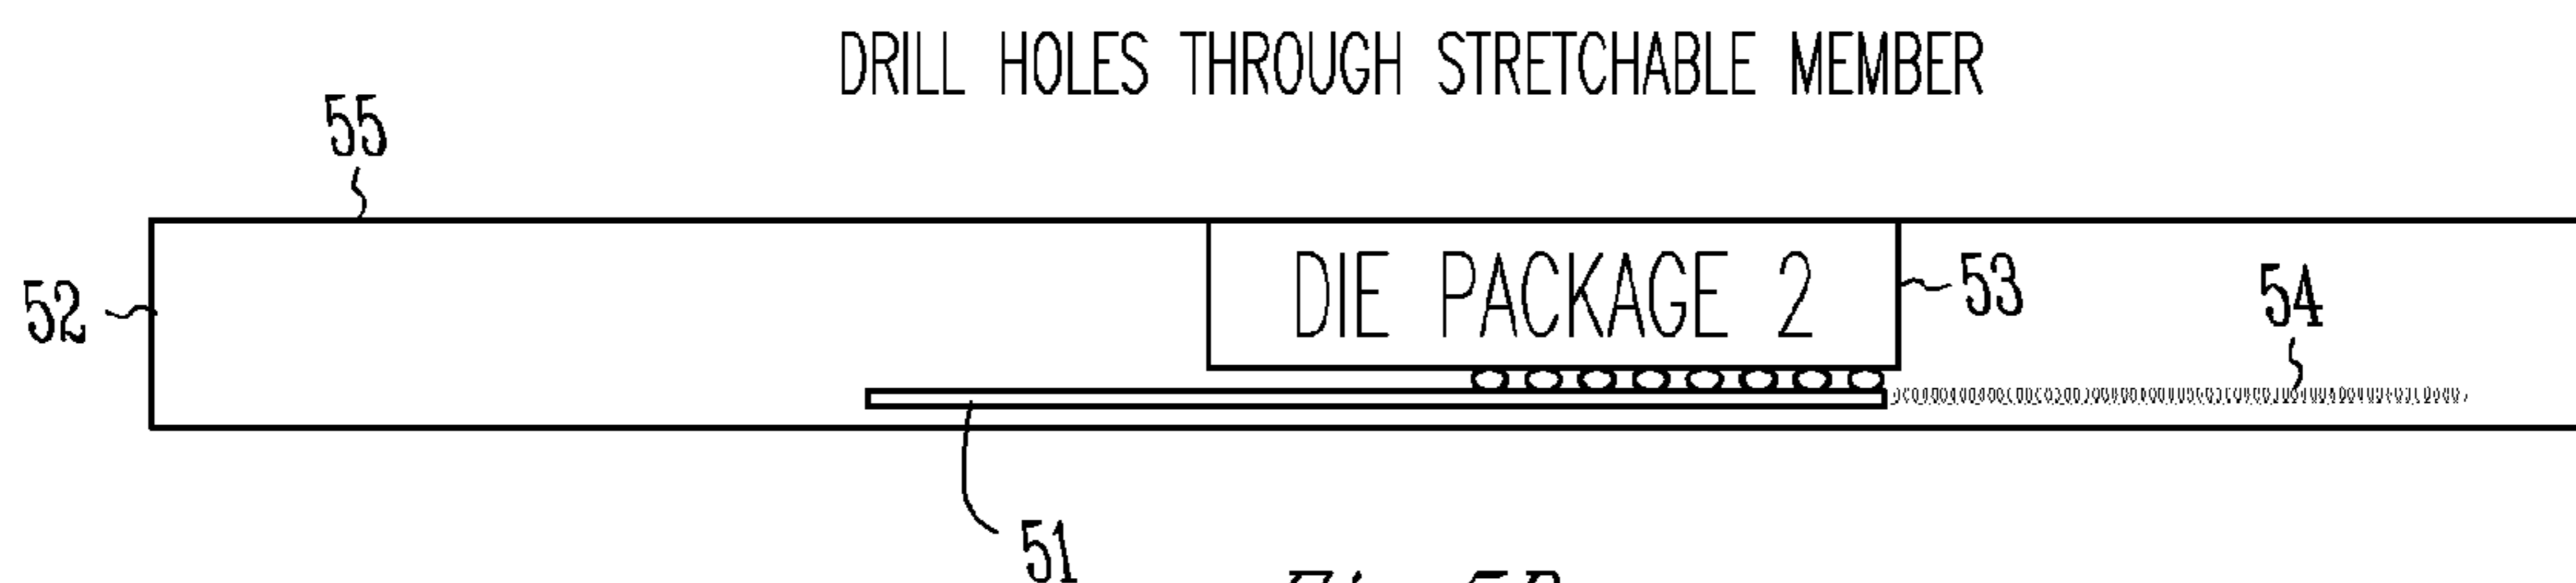 DRILL HOLES THROUGH STRETCHABLE MEMBER
55
52
DIE PACKAGE 2
53
54
51